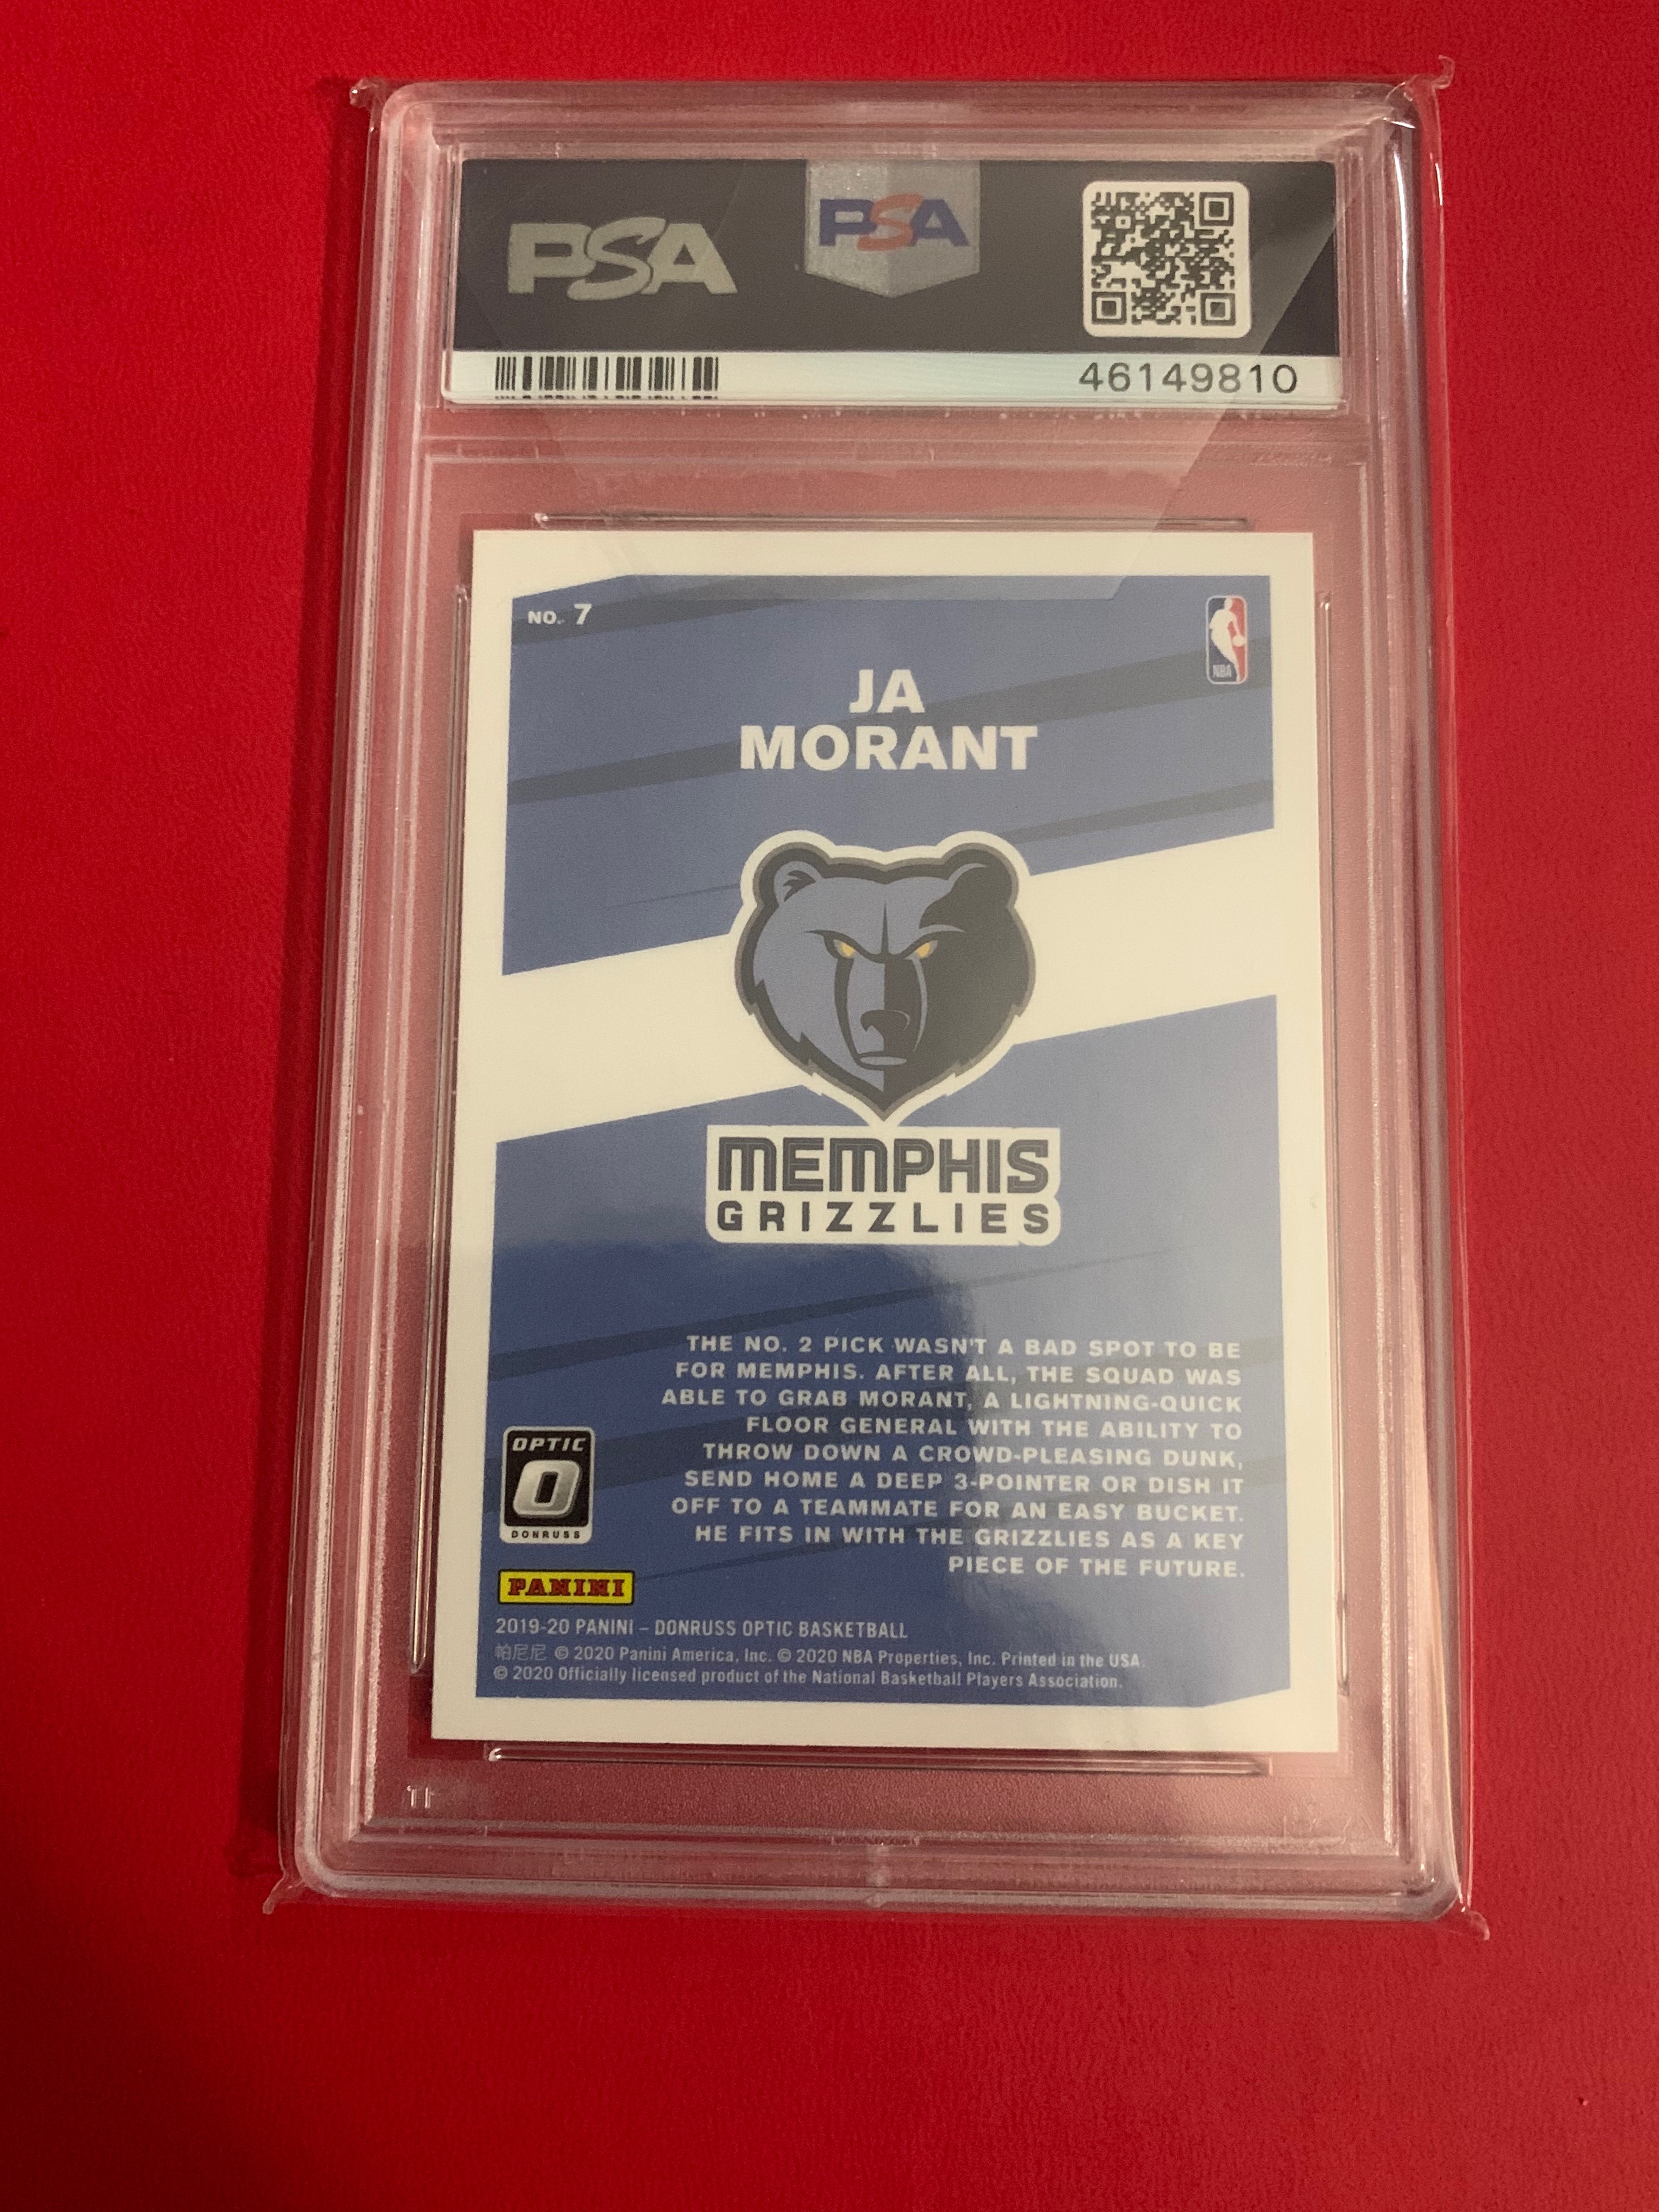 PSA
PSA
46149810
NO. 7
NBA
JA
MORANT
MEMPHIS
GRIZZLIES
THE NO. 2 PICK WASN'T A BAD SPOT TO BE
FOR MEMPHIS. AFTER ALL, THE SQUAD WAS
ABLE TO GRAB MORANT, A LIGHTNING-QUICK
FLOOR GENERAL WITH THE ABILITY TO
THROW DOWN A CROWD-PLEASING DUNK,
SEND HOME A DEEP 3-POINTER OR DISH IT
OFF TO A TEAMMATE FOR AN EASY BUCKET.
HE FITS IN WITH THE GRIZZLIES AS A KEY
PIECE OF THE FUTURE.
OPTIC
O
DONRUSS
PANINI
2019-20 PANINI – DONRUSS OPTIC BASKETBALL
帕尼尼 © 2020 Panini America, Inc. © 2020 NBA Properties, Inc. Printed in the USA.
© 2020 Officially licensed product of the National Basketball Players Association.